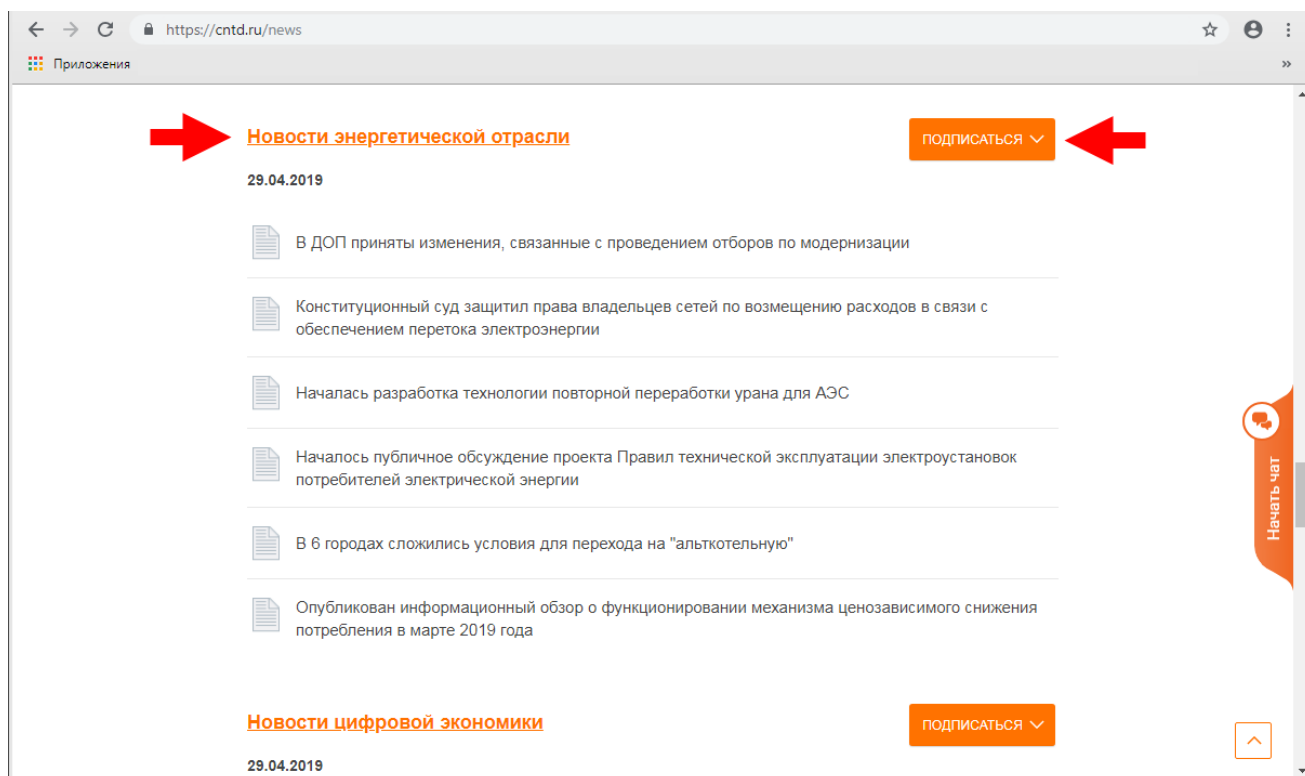 https://cntd.ru/news
Приложения
»
Новости энергетической отрасли
ПОДПИСАТЬСЯ
29.04.2019
В ДОП приняты изменения, связанные с проведением отборов по модернизации
Конституционный суд защитил права владельцев сетей по возмещению расходов в связи с
обеспечением перетока электроэнергии
Началась разработка технологии повторной переработки урана для АЭС
Началось публичное обсуждение проекта Правил технической эксплуатации электроустановок
потребителей электрической энергии
В 6 городах сложились условия для перехода на "альткотельную"
Опубликован информационный обзор о функционировании механизма ценозависимого снижения
потребления в марте 2019 года
Начать чат
Новости цифровой экономики
ПОДПИСАТЬСЯ
29.04.2019